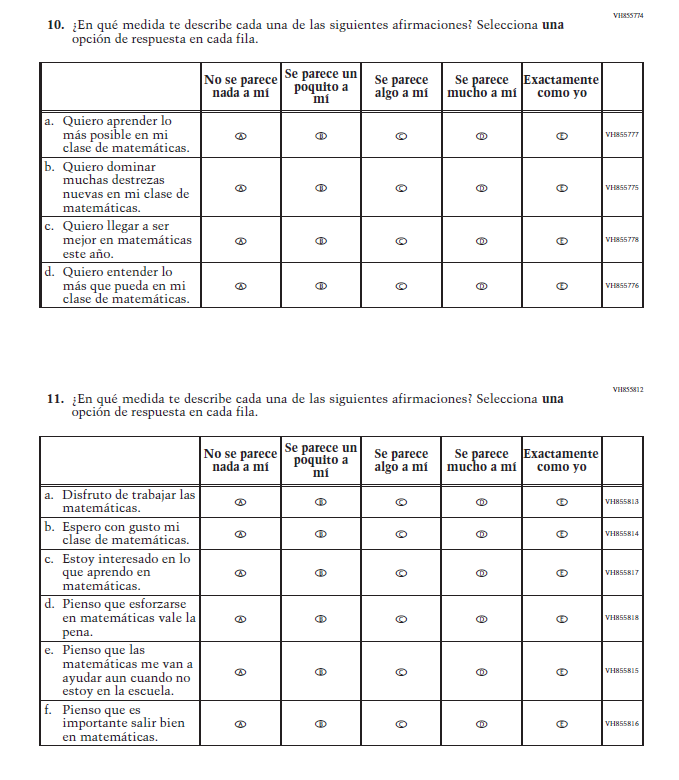 VH855774
10. ¿En qué medida te describe cada una de las siguientes afirmaciones? Selecciona una
opción de respuesta en cada fila.
No se parece
nada a mí
Se parece un
poquito a
mí
Se parece
algo a mí
Se parece
mucho a mí
Exactamente
como yo
a. Quiero aprender lo
más posible en mi
clase de matemáticas.
A B C D E VH855777
b. Quiero dominar
muchas destrezas
nuevas en mi clase de
matemáticas.
A B C D E VH855775
c. Quiero llegar a ser
mejor en matemáticas
este año.
A B C D E VH855778
d. Quiero entender lo
más que pueda en mi
clase de matemáticas.
A B C D E VH855776
VH855812
11. ¿En qué medida te describe cada una de las siguientes afirmaciones? Selecciona una
opción de respuesta en cada fila.
No se parece
nada a mí
Se parece un
poquito a
mí
Se parece
algo a mí
Se parece
mucho a mí
Exactamente
como yo
a. Disfruto de trabajar las
matemáticas.
A B C D E VH855813
b. Espero con gusto mi
clase de matemáticas.
A B C D E VH855814
c. Estoy interesado en lo
que aprendo en
matemáticas.
A B C D E VH855817
d. Pienso que esforzarse
en matemáticas vale la
pena.
A B C D E VH855818
e. Pienso que las
matemáticas me van a
ayudar aun cuando no
estoy en la escuela.
A B C D E VH855815
f. Pienso que es
importante salir bien
en matemáticas.
A B C D E VH855816